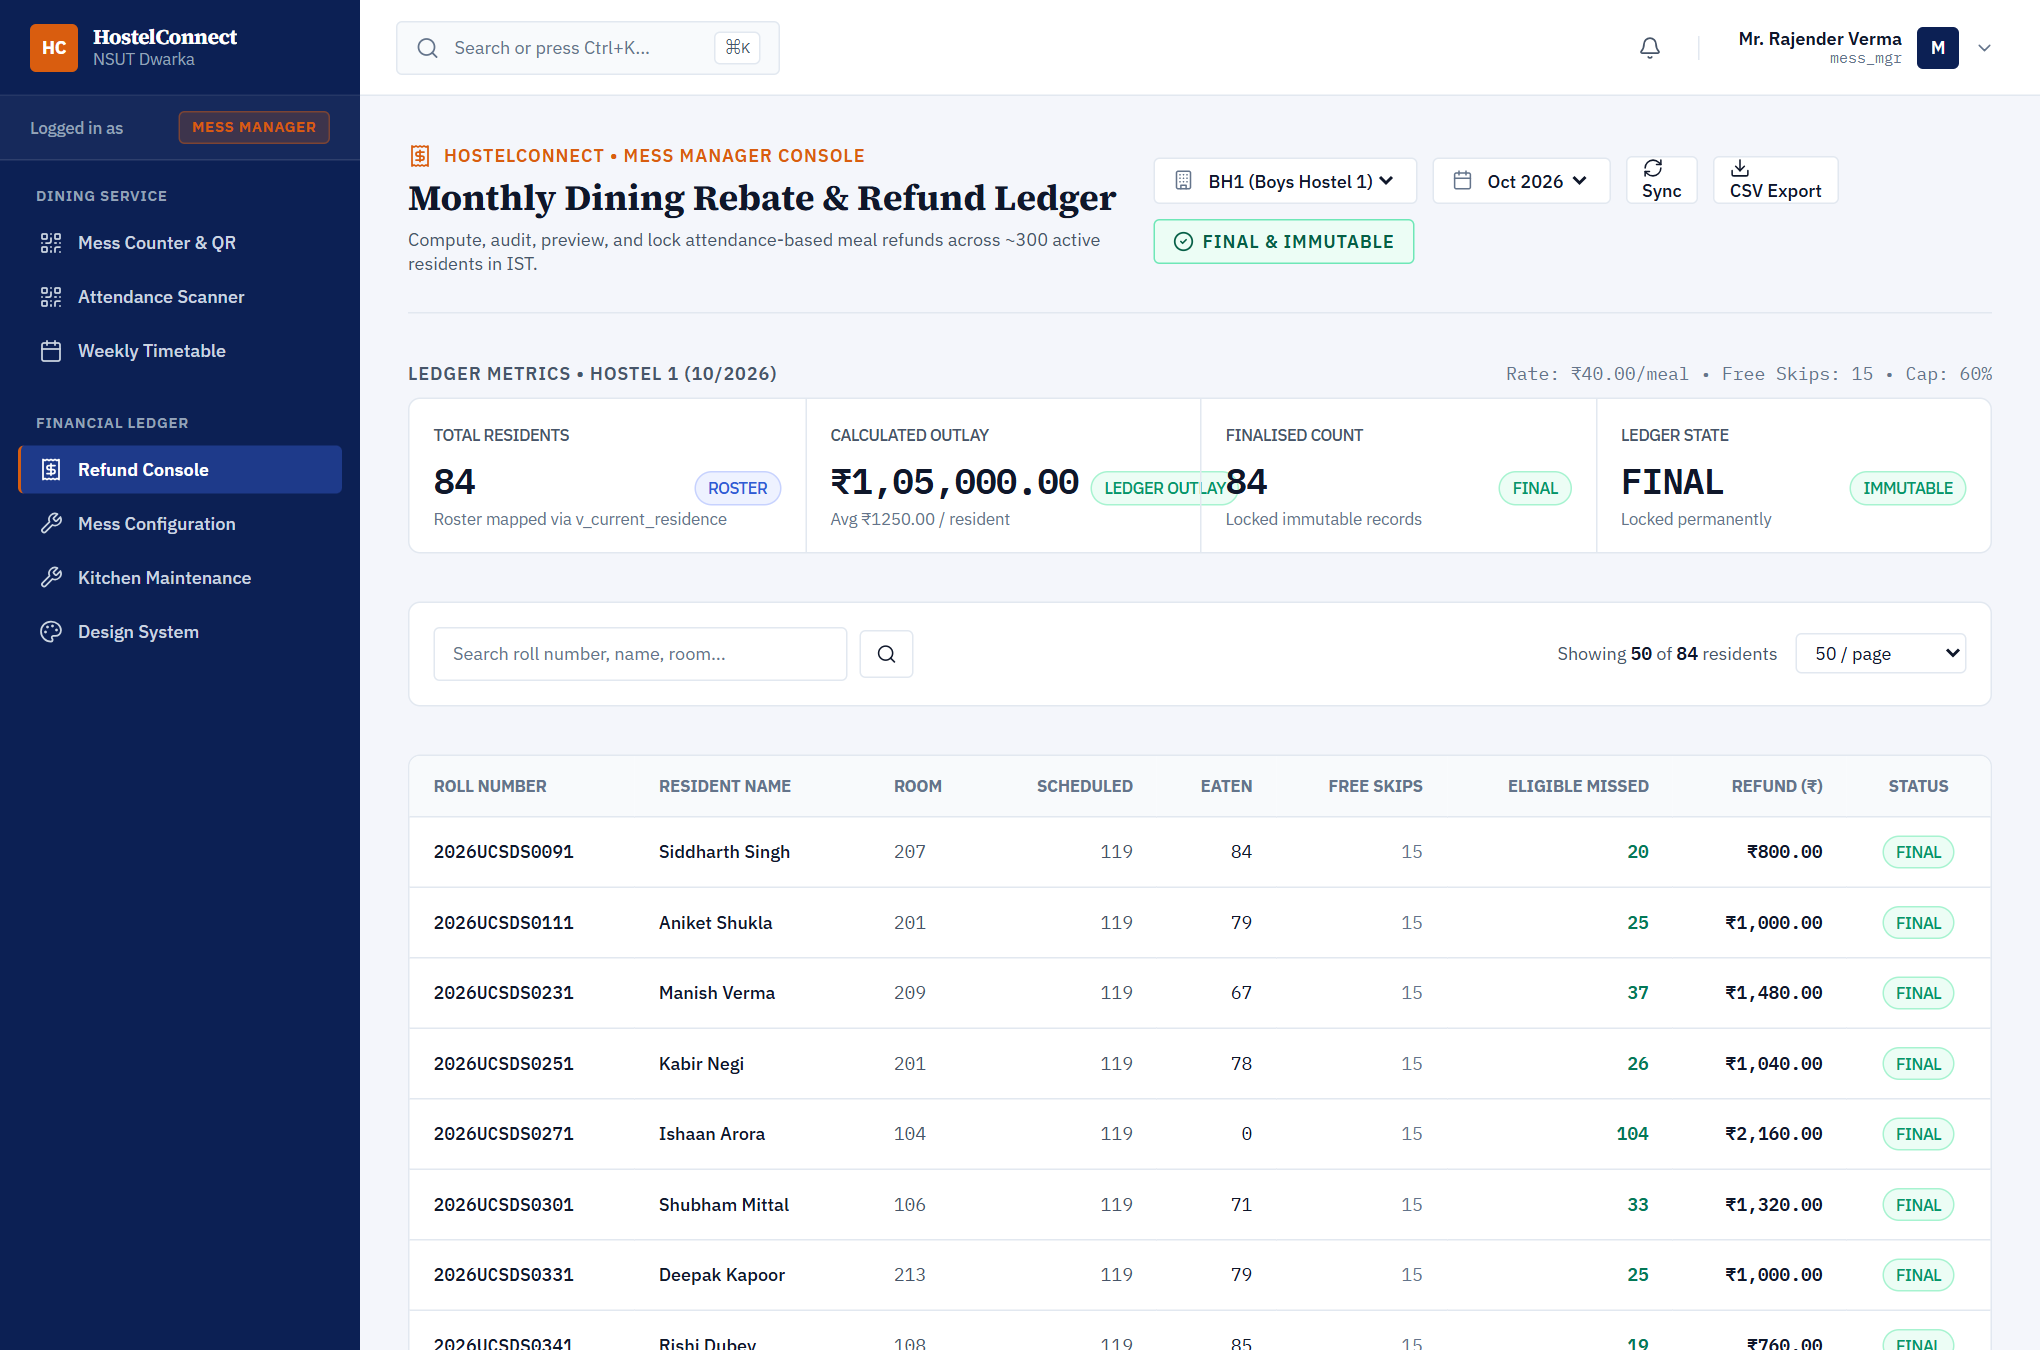 HC
HostelConnect
NSUT Dwarka
Logged in as
MESS MANAGER
DINING SERVICE
Mess Counter & QR
Attendance Scanner
Weekly Timetable
FINANCIAL LEDGER
Refund Console
Mess Configuration
Kitchen Maintenance
Design System
Search or press Ctrl+K...
⌘K
Mr. Rajender Verma
mess_mgr
M
HOSTELCONNECT • MESS MANAGER CONSOLE
Monthly Dining Rebate & Refund Ledger
Compute, audit, preview, and lock attendance-based meal refunds across ~300 active
residents in IST.
BH1 (Boys Hostel 1)
Oct 2026
Sync
CSV Export
FINAL & IMMUTABLE
LEDGER METRICS • HOSTEL 1 (10/2026)
Rate: ₹40.00/meal • Free Skips: 15 • Cap: 60%
TOTAL RESIDENTS
84
ROSTER
Roster mapped via v_current_residence
CALCULATED OUTLAY
₹1,05,000.00
LEDGER OUTLAY
Avg ₹1250.00 / resident
FINALISED COUNT
84
FINAL
Locked immutable records
LEDGER STATE
FINAL
IMMUTABLE
Locked permanently
Search roll number, name, room...
Showing 50 of 84 residents
50 / page
ROLL NUMBER RESIDENT NAME ROOM SCHEDULED EATEN FREE SKIPS ELIGIBLE MISSED REFUND (₹) STATUS
2026UCSDS0091 Siddharth Singh 207 119 84 15 20 ₹800.00 FINAL
2026UCSDS0111 Aniket Shukla 201 119 79 15 25 ₹1,000.00 FINAL
2026UCSDS0231 Manish Verma 209 119 67 15 37 ₹1,480.00 FINAL
2026UCSDS0251 Kabir Negi 201 119 78 15 26 ₹1,040.00 FINAL
2026UCSDS0271 Ishaan Arora 104 119 0 15 104 ₹2,160.00 FINAL
2026UCSDS0301 Shubham Mittal 106 119 71 15 33 ₹1,320.00 FINAL
2026UCSDS0331 Deepak Kapoor 213 119 79 15 25 ₹1,000.00 FINAL
2026UCSDS0341 Rishi Dubey 108 119 85 15 19 ₹760.00 FINAL